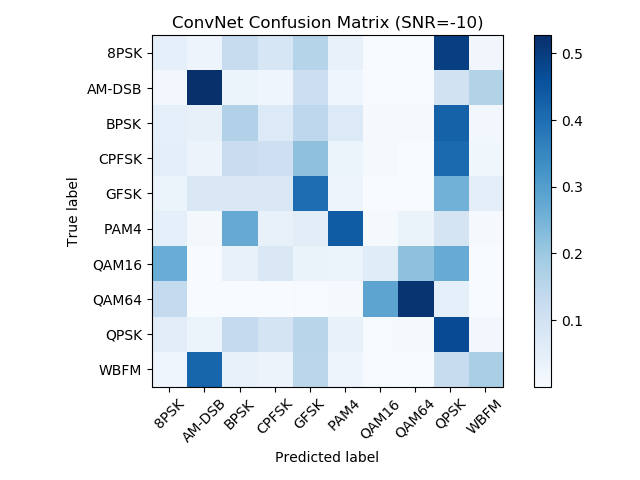 ConvNet Confusion Matrix (SNR=-10)
8PSK
AM-DSB
BPSK
CPFSK
GFSK
PAM4
QAM16
QAM64
QPSK
WBFM
True label
8PSK
AM-DSB
BPSK
CPFSK
GFSK
PAM4
QAM16
QAM64
QPSK
WBFM
Predicted label
0.5
0.4
0.3
0.2
0.1